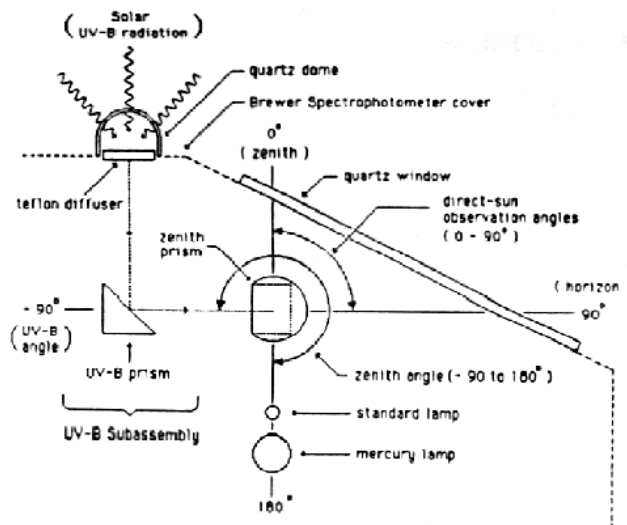 Solar
( UV-B radiation )
quartz dome
Brewer Spectrophotometer cover
0°
( zenith )
quartz window
teflon diffuser
direct-sun
observation angles
( 0 - 90° )
zenith
prism
- 90°
( UV-B
angle )
( horizon
90°
UV-B prism
zenith angle (- 90 to 180° )
standard lamp
UV-B Subassembly
mercury lamp
180°